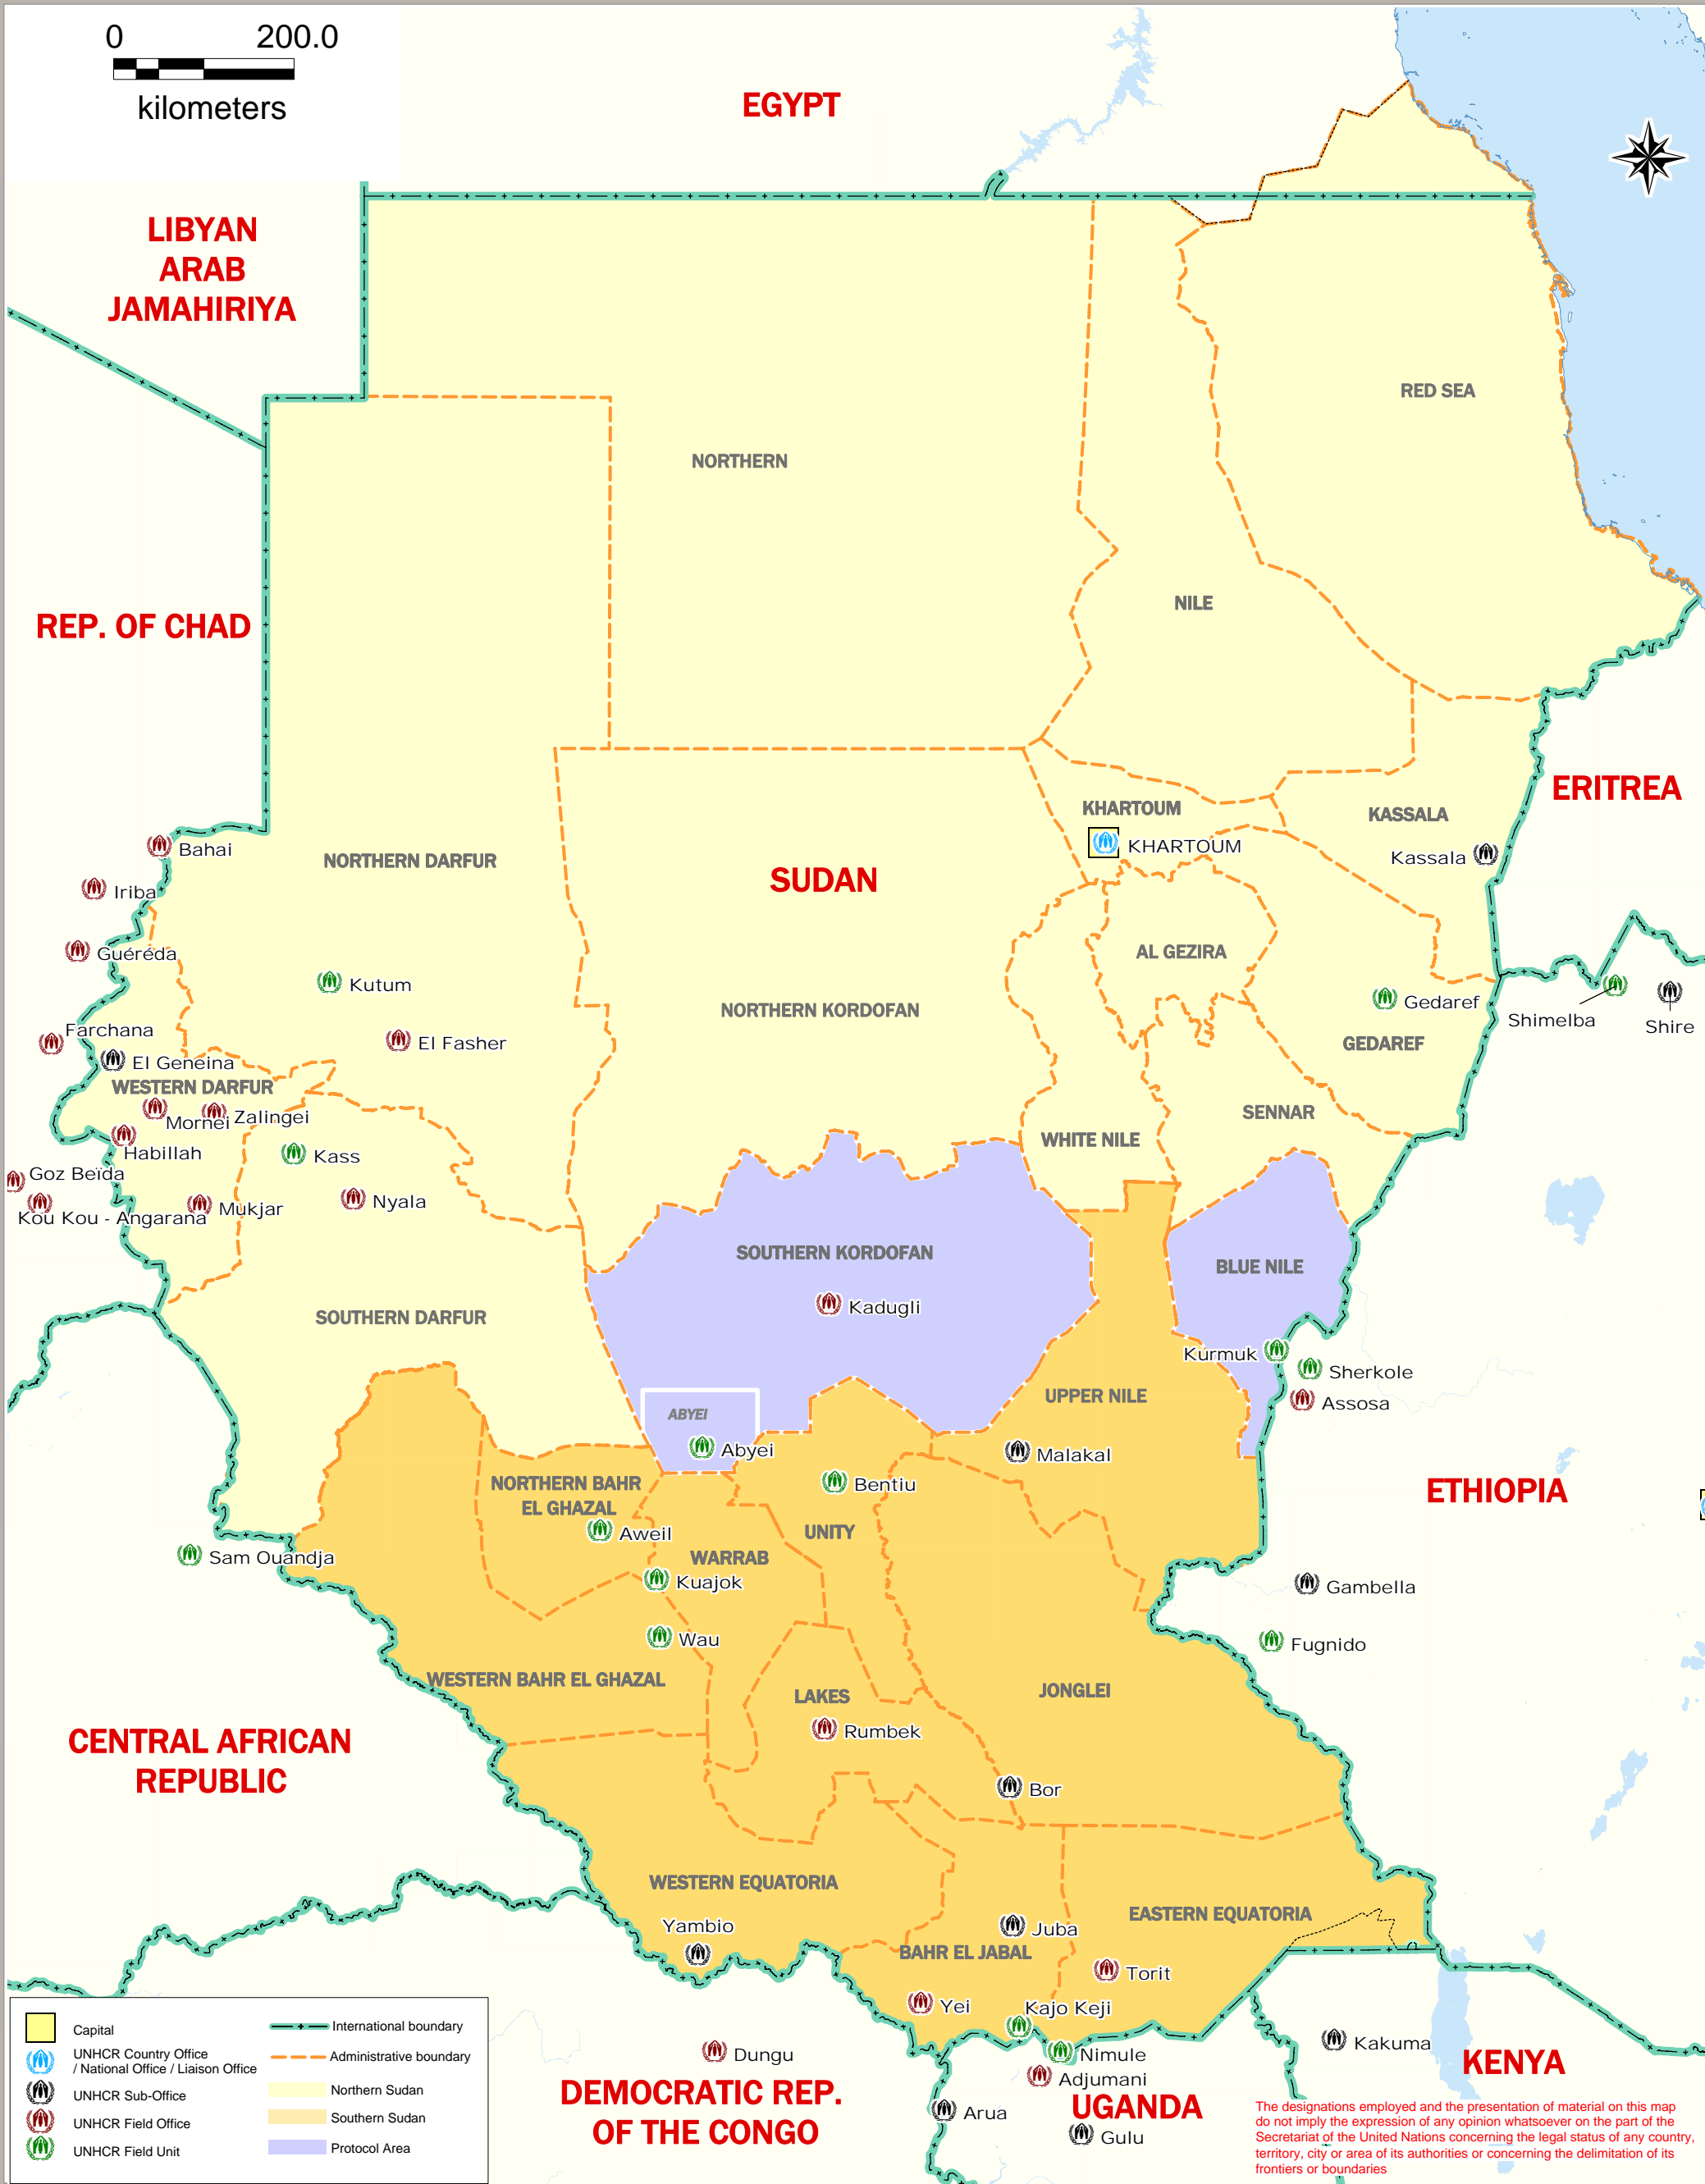 0 200.0
kilometers
EGYPT
LIBYAN
ARAB
JAMAHIRIYA
RED SEA
NORTHERN
NILE
REP. OF CHAD
ERITREA
KHARTOUM
KASSALA
KHARTOUM
Kassala
Bahai
NORTHERN DARFUR
SUDAN
Iriba
Guéréda
AL GEZIRA
Kutum
NORTHERN KORDOFAN
Gedaref
Shimelba
Shire
Farchana
El Fasher
GEDAREF
El Geneina
WESTERN DARFUR
Mornei
Zalingei
SENNAR
WHITE NILE
Habillah
Kass
Goz Beïda
Nyala
Mukjar
Kou Kou - Angarana
SOUTHERN KORDOFAN
BLUE NILE
Kadugli
SOUTHERN DARFUR
Kurmuk
Sherkole
UPPER NILE
Assosa
ABYEI
Abyei
Malakal
NORTHERN BAHR
EL GHAZAL
Bentiu
ETHIOPIA
Aweil
UNITY
WARRAB
Sam Ouandja
Kuajok
Gambella
Wau
Fugnido
WESTERN BAHR EL GHAZAL
LAKES
JONGLEI
Rumbek
CENTRAL AFRICAN
REPUBLIC
Bor
WESTERN EQUATORIA
EASTERN EQUATORIA
Yambio
Juba
BAHR EL JABAL
Torit
Yei
Kajo Keji
Nimule
Kakuma
Dungu
KENYA
Adjumani
DEMOCRATIC REP.
OF THE CONGO
Arua
UGANDA
Gulu
Capital
UNHCR Country Office
/ National Office / Liaison Office
UNHCR Sub-Office
UNHCR Field Office
UNHCR Field Unit
International boundary
Administrative boundary
Northern Sudan
Southern Sudan
Protocol Area
The designations employed and the presentation of material on this map
do not imply the expression of any opinion whatsoever on the part of the
Secretariat of the United Nations concerning the legal status of any country,
territory, city or area of its authorities or concerning the delimitation of its
frontiers or boundaries